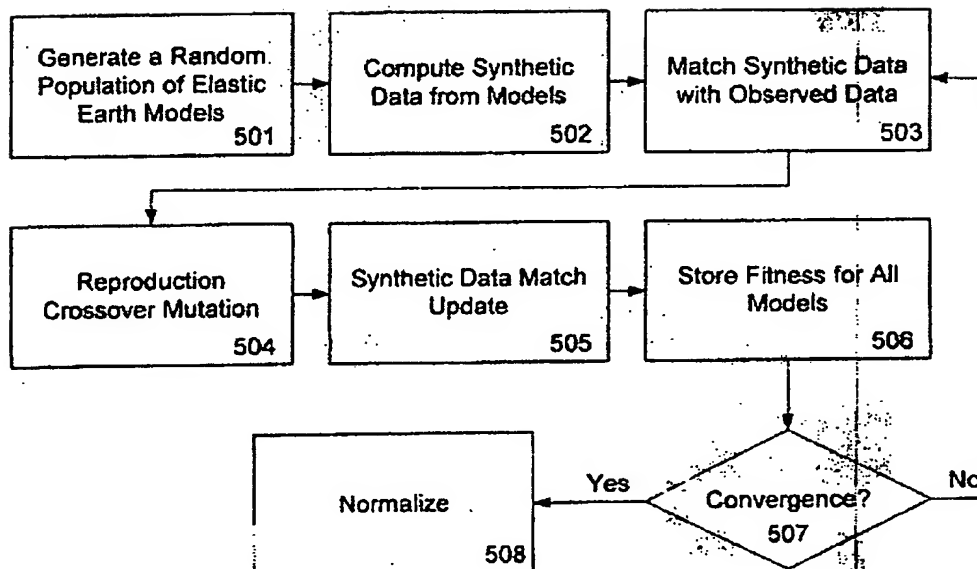 Generate a Random
Population of Elastic
Earth Models
501
Compute Synthetic
Data from Models
502
Match Synthetic Data
with Observed Data
503
Reproduction
Crossover Mutation
504
Synthetic Data Match
Update
505
Store Fitness for All
Models
506
Convergence?
507
Yes
No
Normalize
508